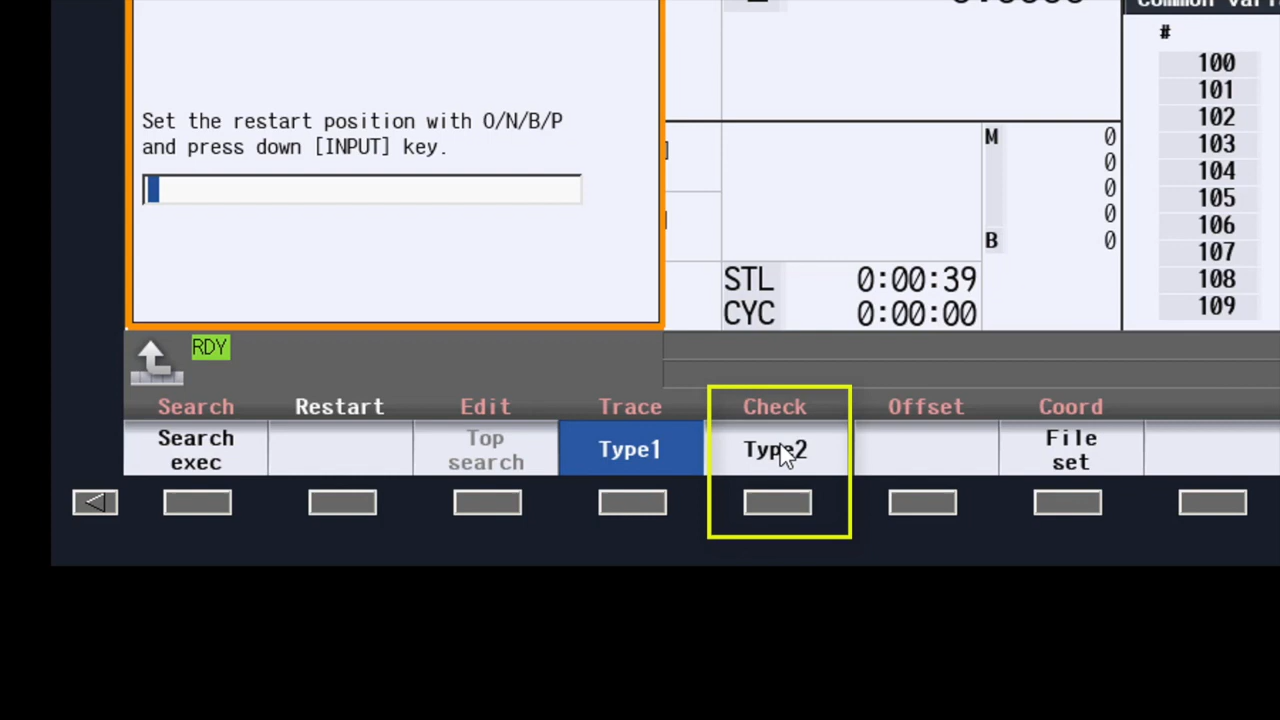 #
100
101
102
103
104
105
106
107
108
109
Set the restart position with O/N/B/P
and press down [INPUT] key.
M 0
0
0
0
B 0
STL 0:00:39
CYC 0:00:00
RDY
Search Restart Edit Trace Check Offset Coord
Search exec
Top search
Type1
Type2
File set